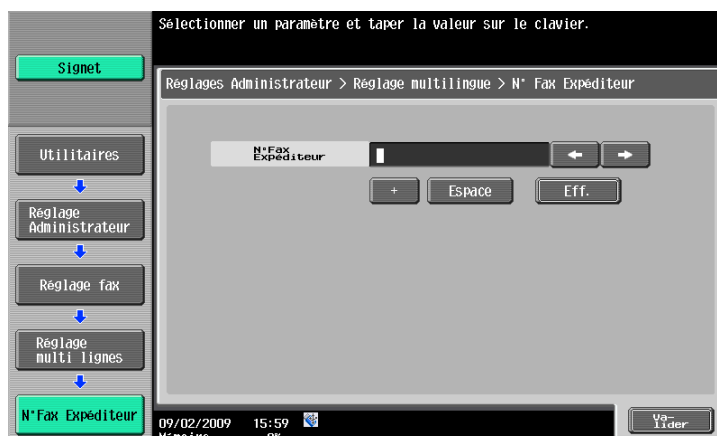 Sélectionner un paramètre et taper la valeur sur le clavier.
Signet
Réglages Administrateur > Réglage multilingue > N° Fax Expéditeur
N°Fax
Expéditeur
+
Espace
Eff.
Utilitaires
Réglage
Administrateur
Réglage fax
Réglage
multi lignes
N°Fax Expéditeur
09/02/2009 15:59
Mémoire 0%
Va-
lider